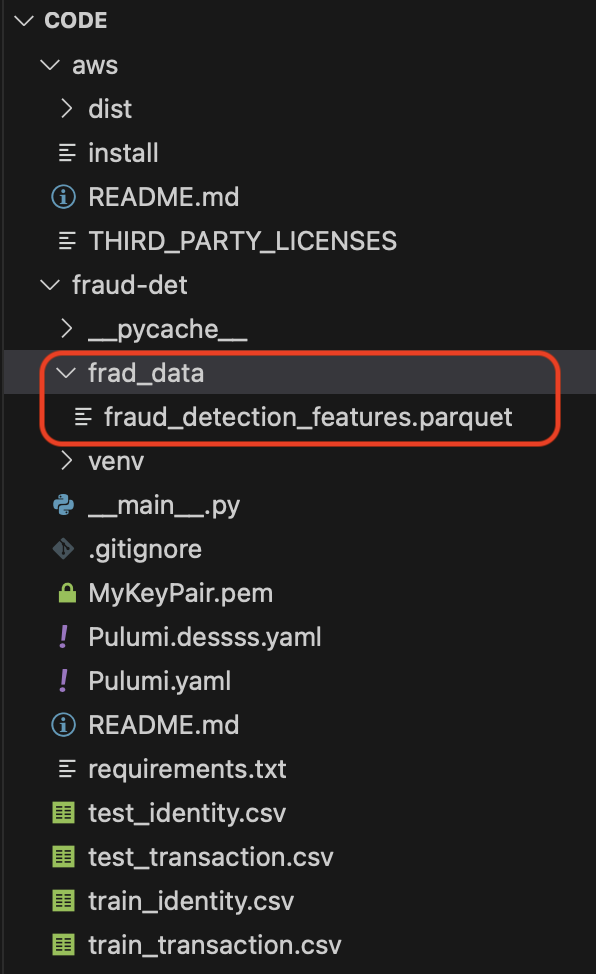 CODE
aws
dist
install
README.md
THIRD_PARTY_LICENSES
fraud-det
__pycache__
frad_data
fraud_detection_features.parquet
venv
__main__.py
.gitignore
MyKeyPair.pem
Pulumi.dessss.yaml
Pulumi.yaml
README.md
requirements.txt
test_identity.csv
test_transaction.csv
train_identity.csv
train_transaction.csv